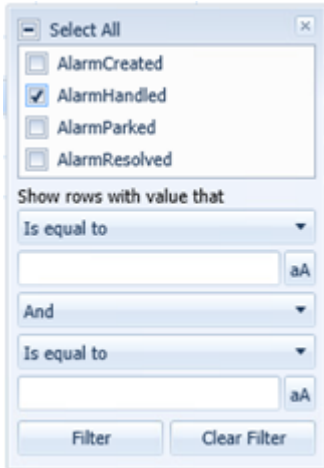 Select All
AlarmCreated
AlarmHandled
AlarmParked
AlarmResolved
Show rows with value that
Is equal to
aA
And
Is equal to
aA
Filter Clear Filter